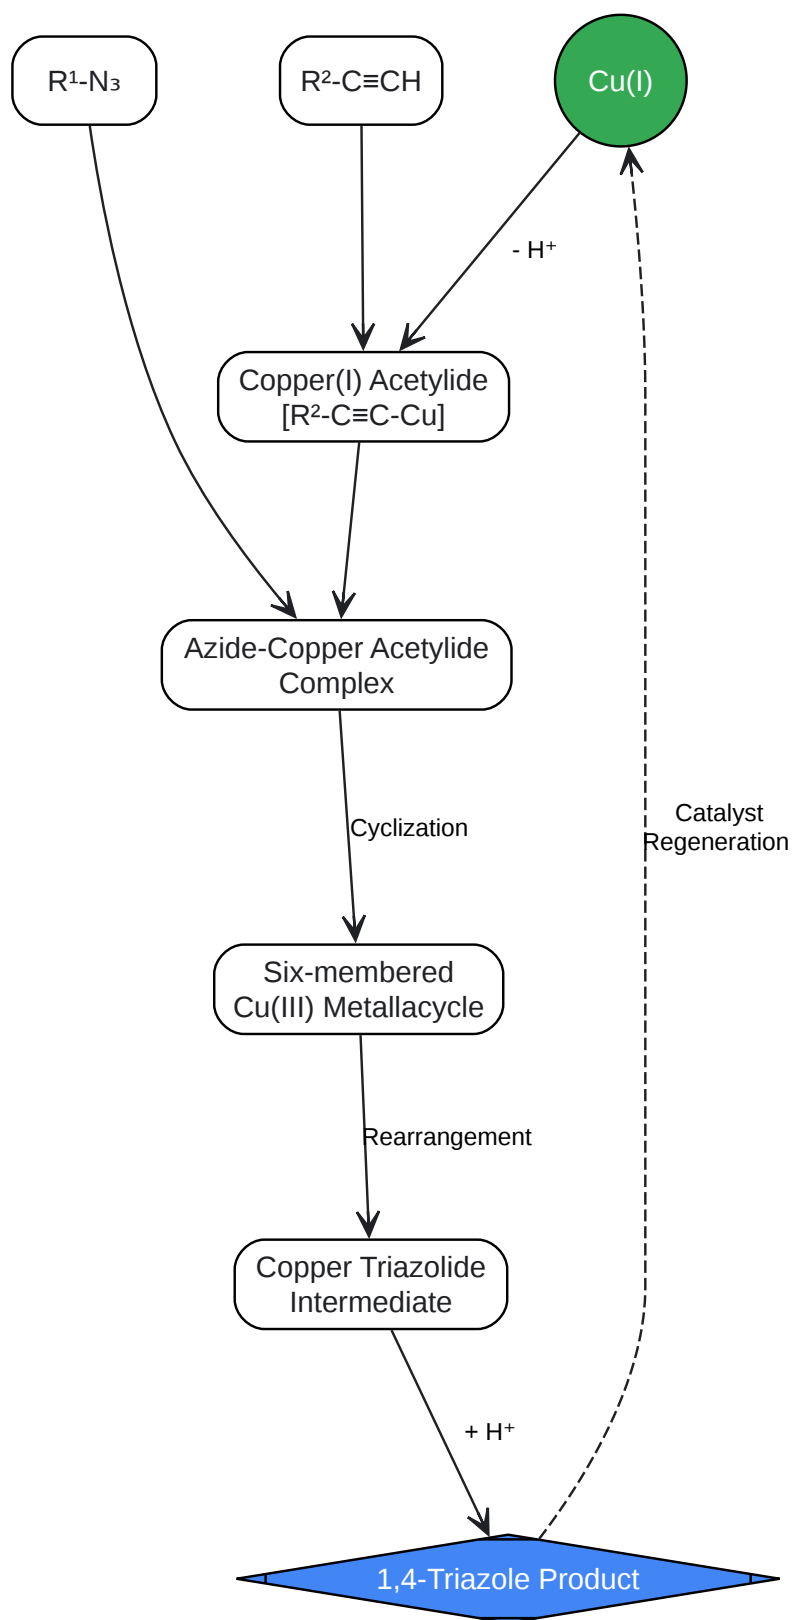 R¹-N₃
R²-C≡CH
Cu(I)
- H⁺
Copper(I) Acetylide
[R²-C≡C-Cu]
Azide-Copper Acetylide
Complex
Cyclization
Catalyst
Regeneration
Six-membered
Cu(III) Metallacycle
Rearrangement
Copper Triazolide
Intermediate
+ H⁺
1,4-Triazole Product